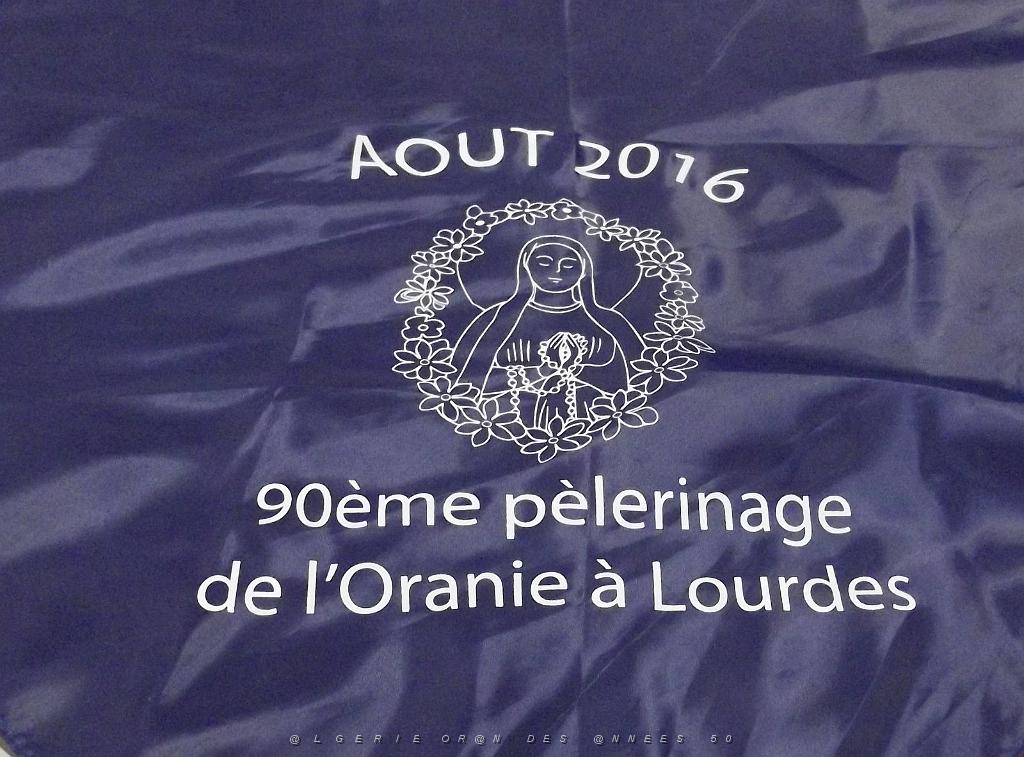 AOUT 2016
90ème pèlerinage
de l'Oranie à Lourdes
@LGERIE OR@N DES @NNEES 50